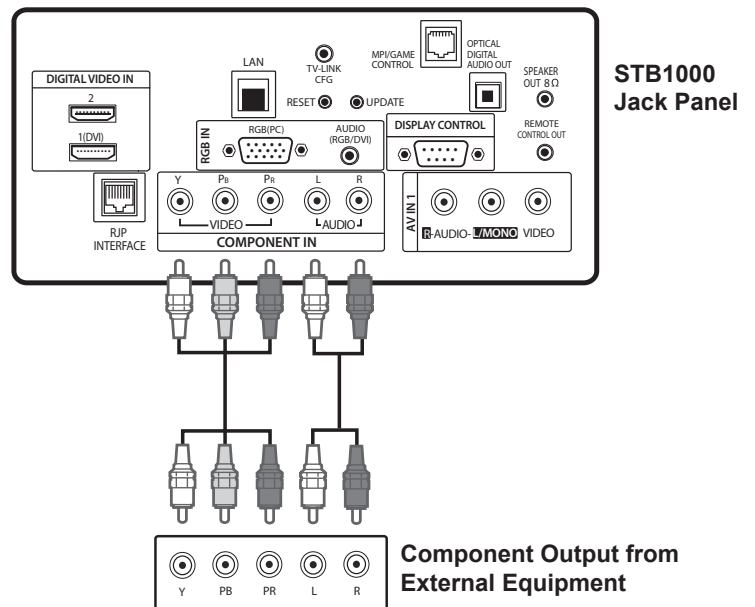 STB1000
Jack Panel
DIGITAL VIDEO IN
2
1(DVI)
LAN
TV-LINK
CFG
RESET
UPDATE
MPI/GAME
CONTROL
OPTICAL
DIGITAL
AUDIO OUT
SPEAKER
OUT 8 Ω
RGB IN
RGB(PC)
AUDIO
(RGB/DVI)
DISPLAY CONTROL
REMOTE
CONTROL OUT
RJP
INTERFACE
Y PB PR L R
VIDEO AUDIO
COMPONENT IN
AV IN 1
R-AUDIO-L/MONO VIDEO
Y PB PR L R
Component Output from
External Equipment